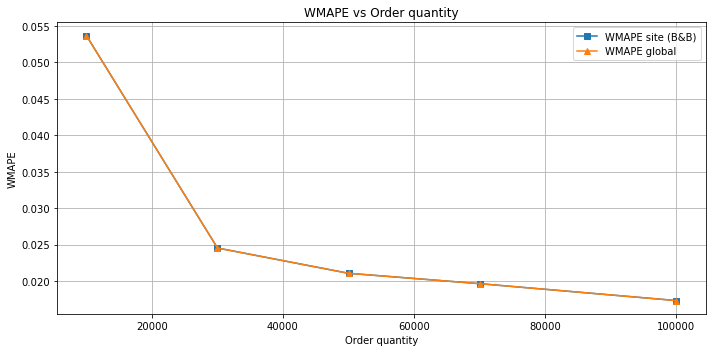 WMAPE vs Order quantity
WMAPE site (B&B)
WMAPE global
0.055
0.050
0.045
0.040
0.035
0.030
0.025
0.020
WMAPE
20000
40000
60000
80000
100000
Order quantity